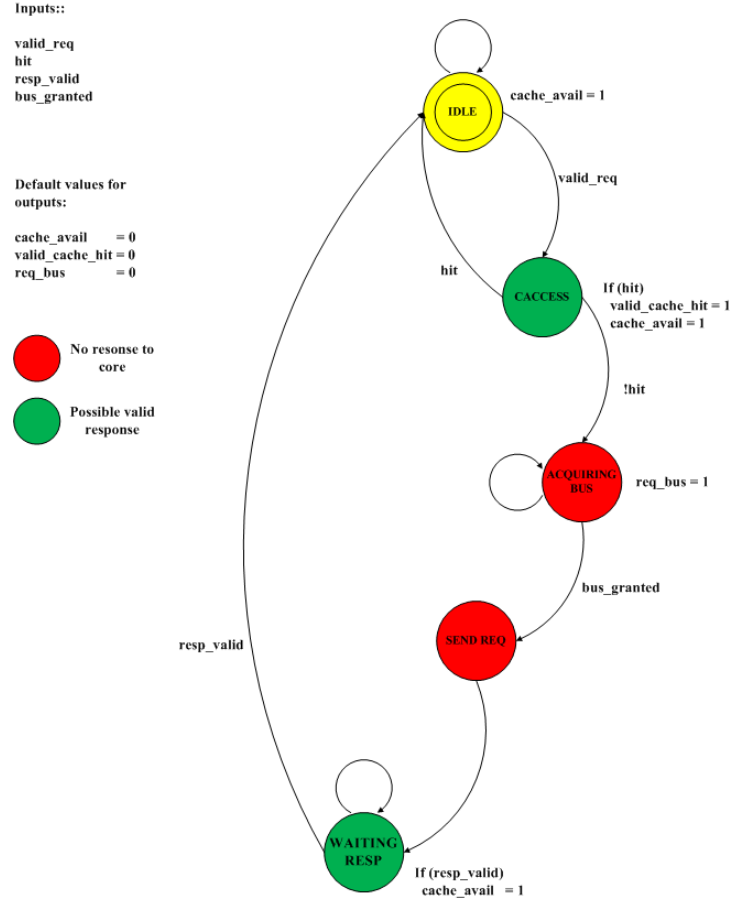 Inputs::
valid_req
hit
resp_valid
bus_granted
Default values for
outputs:
cache_avail = 0
valid_cache_hit = 0
req_bus = 0
No resonse to
core
Possible valid
response
IDLE
cache_avail = 1
valid_req
hit
CACCESS
If (hit)
valid_cache_hit = 1
cache_avail = 1
!hit
ACQUIRING
BUS
req_bus = 1
bus_granted
SEND REQ
resp_valid
WAITING
RESP
If (resp_valid)
cache_avail = 1